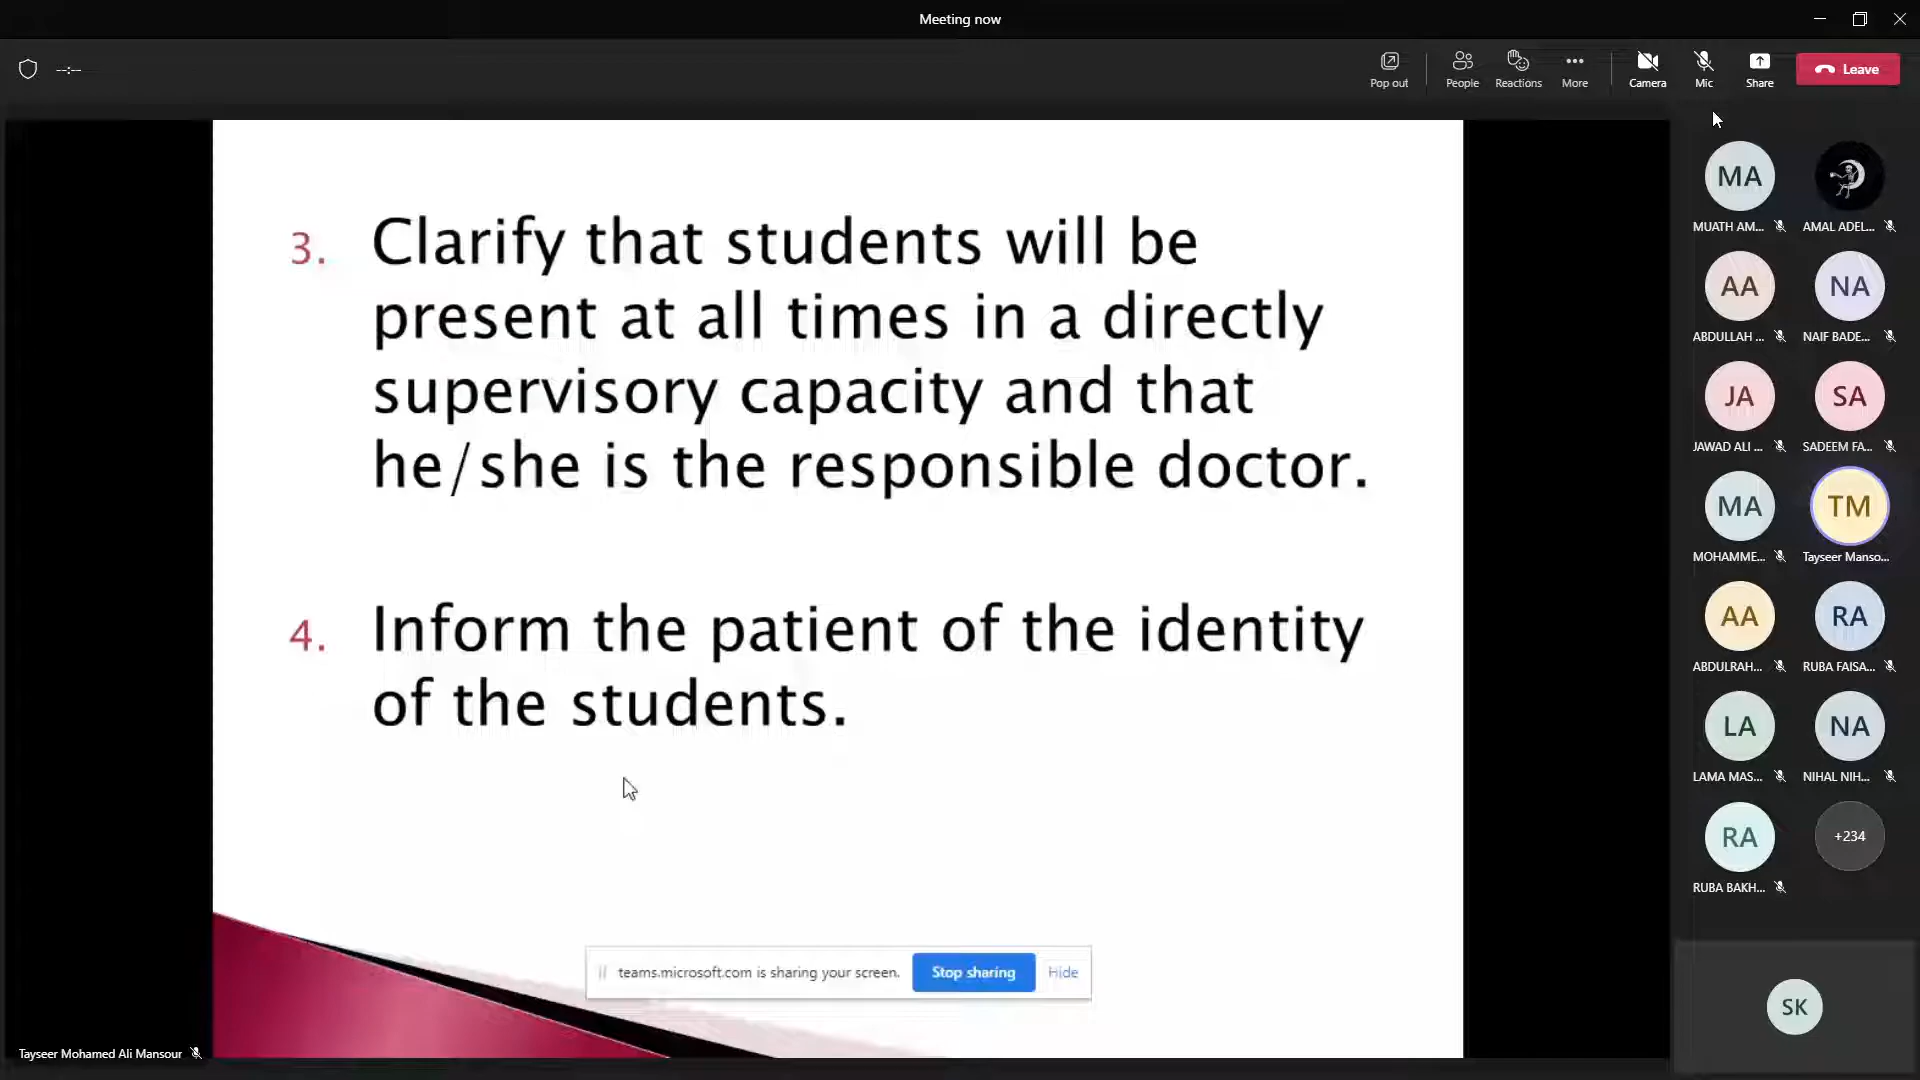 Meeting now
--:--
Pop out
People
Reactions
More
Camera
Mic
Share
Leave
3. Clarify that students will be
present at all times in a directly
supervisory capacity and that
he/she is the responsible doctor.
4. Inform the patient of the identity
of the students.
teams.microsoft.com is sharing your screen.
Stop sharing
Hide
Tayseer Mohamed Ali Mansour
MA
MUATH AM...
AMAL ADEL...
AA
ABDULLAH ...
NA
NAIF BADE...
JA
JAWAD ALI ...
SA
SADEEM FA...
MA
MOHAMME...
TM
Tayseer Manso...
AA
ABDULRAH...
RA
RUBA FAISA...
LA
LAMA MAS...
NA
NIHAL NIH...
RA
RUBA BAKH...
+234
SK